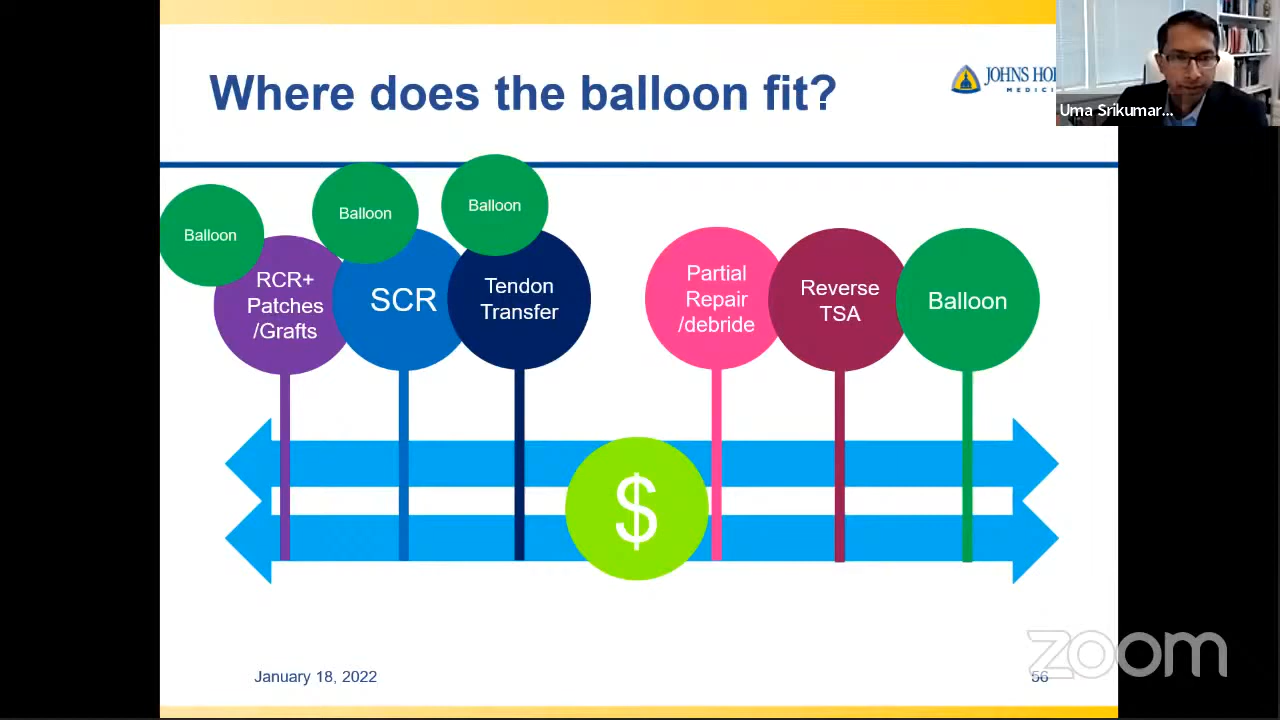 Where does the balloon fit?
JOHNS HO
MEDICI
Uma Srikumar...
Balloon
Balloon
Balloon
RCR+
Patches
/Grafts
SCR
Tendon
Transfer
Partial
Repair
/debride
Reverse
TSA
Balloon
$
January 18, 2022
56
zoom